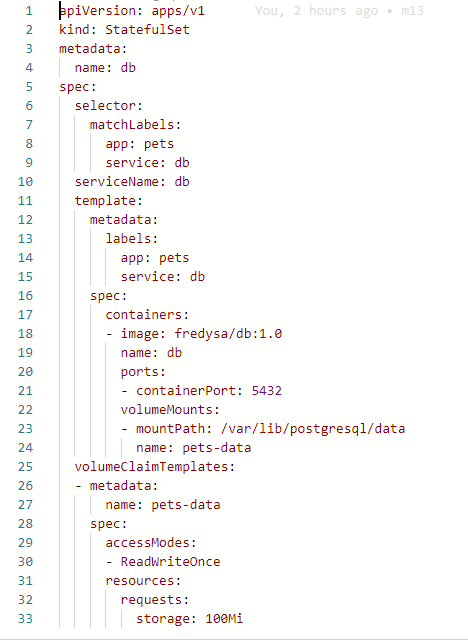 1 apiVersion: apps/v1 You, 2 hours ago • m13
2 kind: StatefulSet
3 metadata:
4   name: db
5 spec:
6   selector:
7     matchLabels:
8       app: pets
9       service: db
10   serviceName: db
11   template:
12     metadata:
13       labels:
14         app: pets
15         service: db
16     spec:
17       containers:
18       - image: fredysa/db:1.0
19         name: db
20         ports:
21         - containerPort: 5432
22         volumeMounts:
23         - mountPath: /var/lib/postgresql/data
24           name: pets-data
25   volumeClaimTemplates:
26   - metadata:
27       name: pets-data
28     spec:
29       accessModes:
30       - ReadWriteOnce
31       resources:
32         requests:
33           storage: 100Mi